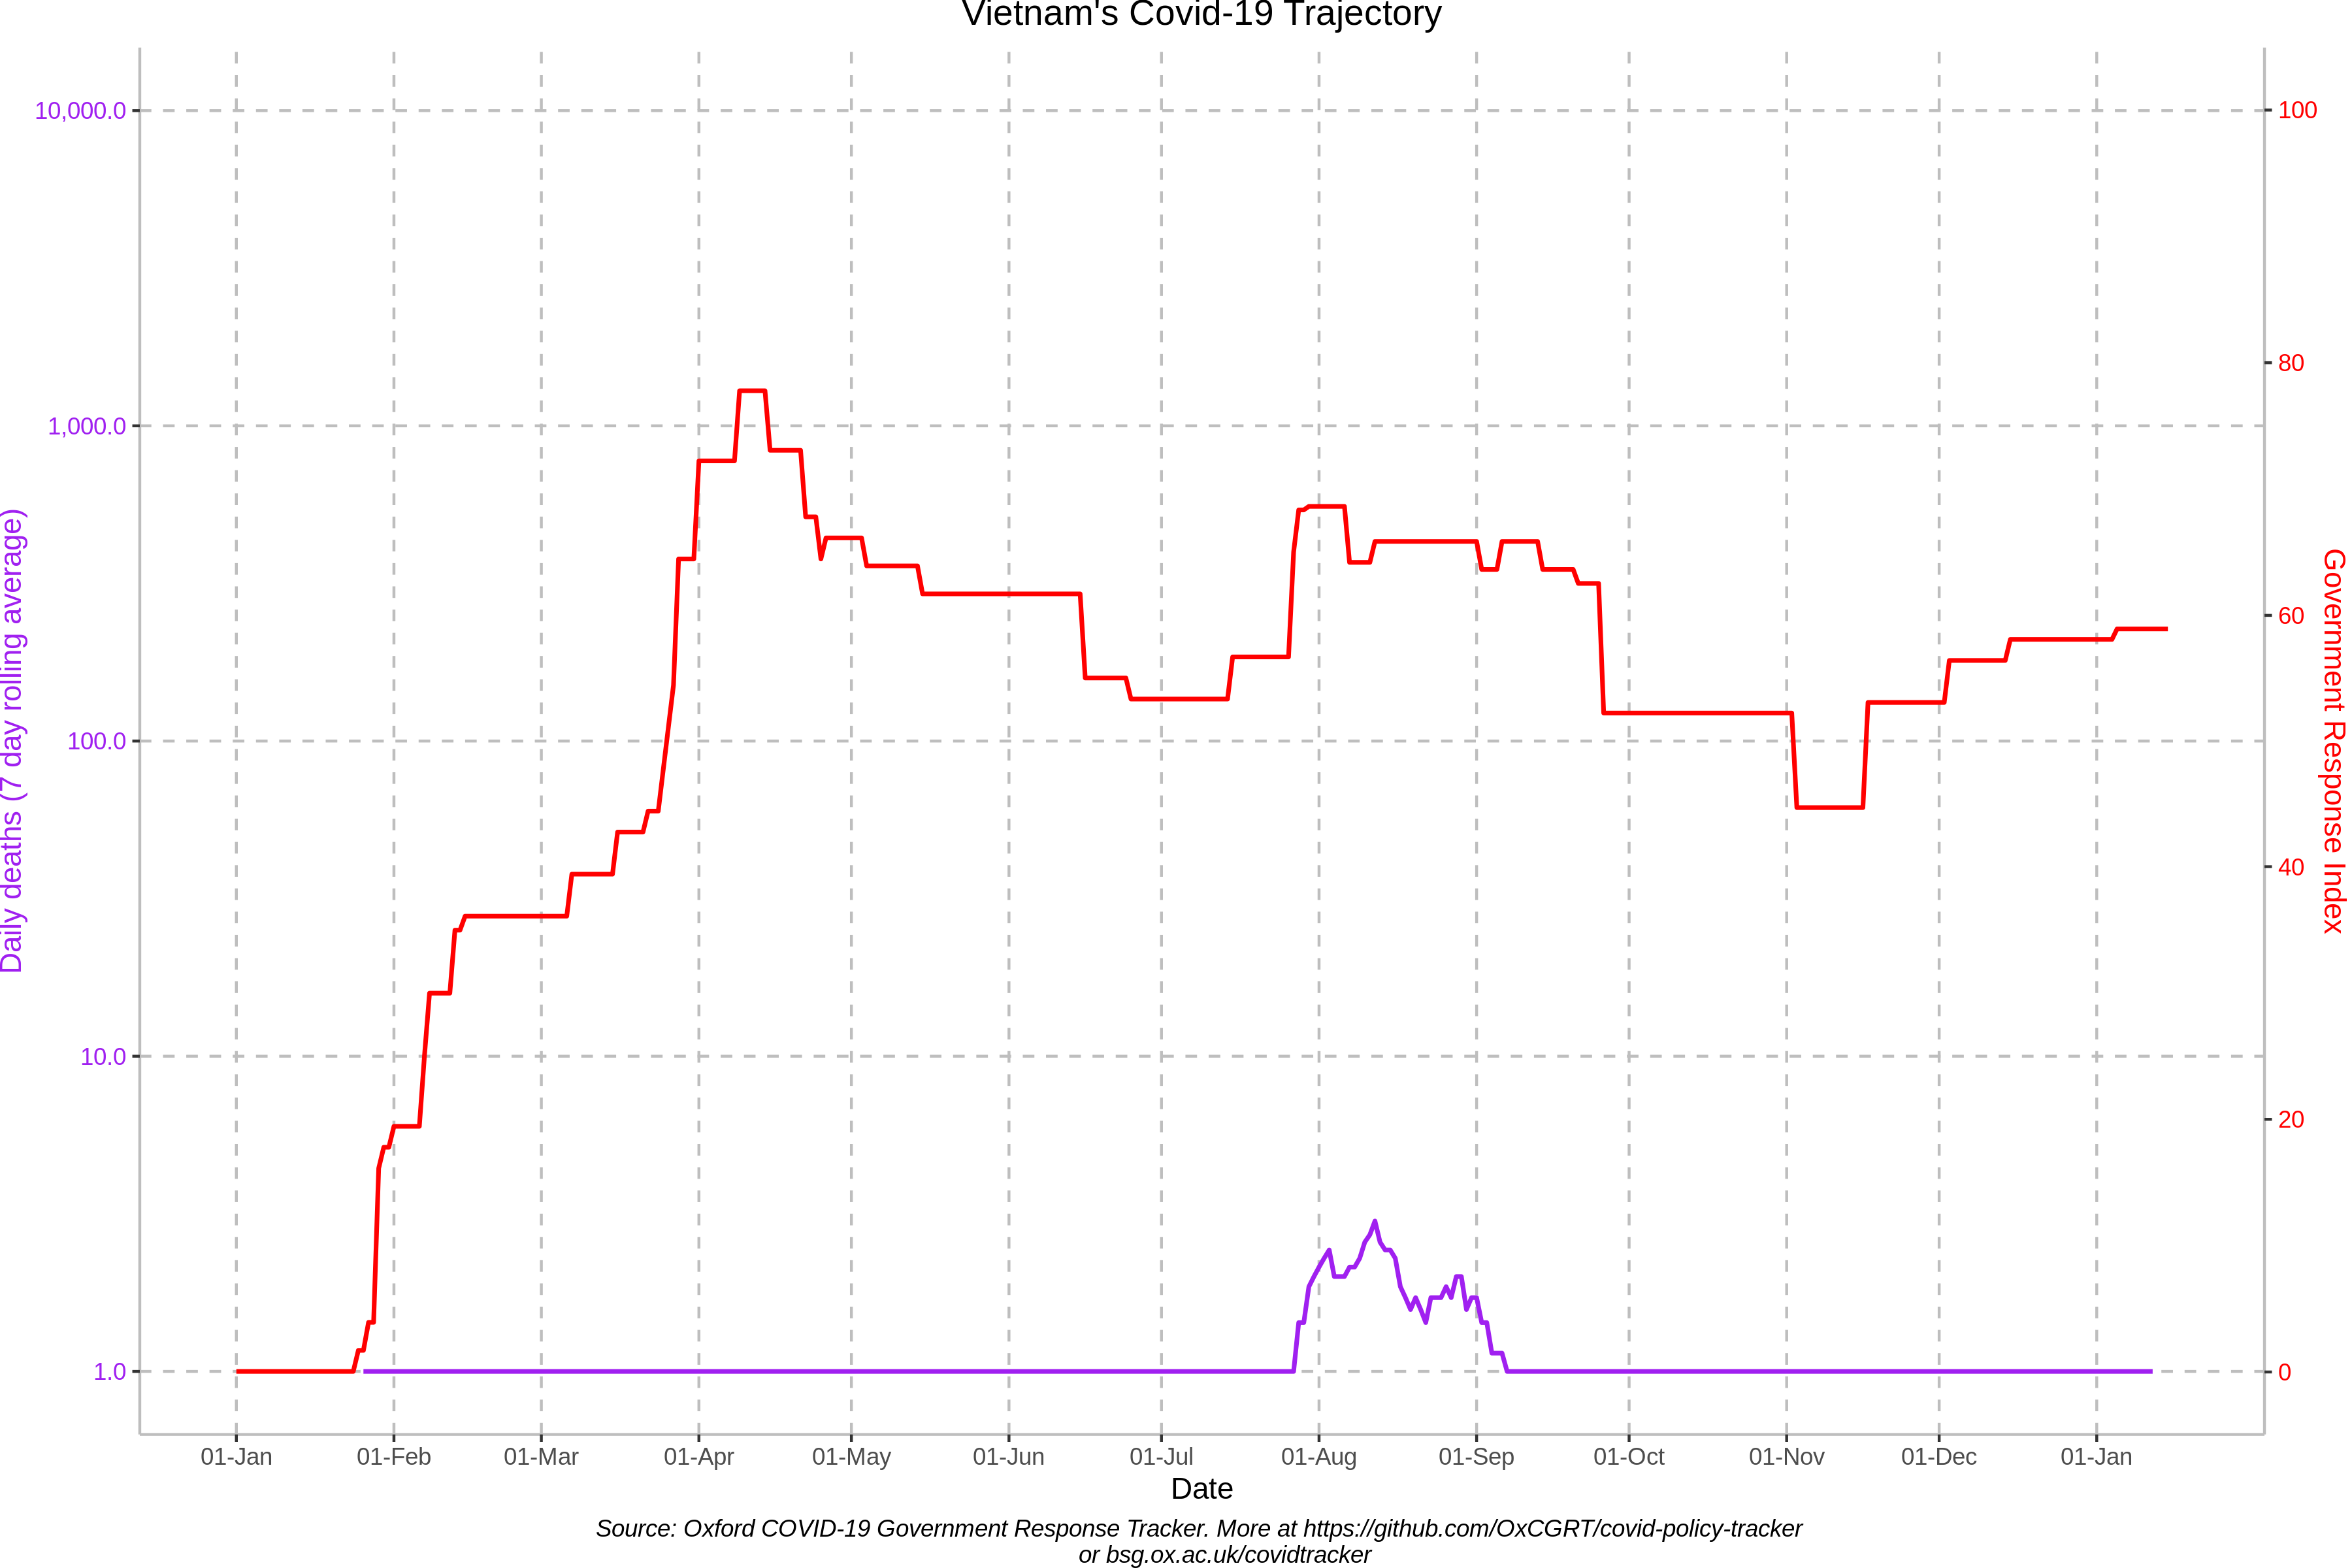 Vietnam's Covid-19 Trajectory
10,000.0
1,000.0
100.0
10.0
1.0
Daily deaths (7 day rolling average)
100
80
60
40
20
0
Government Response Index
01-Jan
01-Feb
01-Mar
01-Apr
01-May
01-Jun
01-Jul
01-Aug
01-Sep
01-Oct
01-Nov
01-Dec
01-Jan
Date
Source: Oxford COVID-19 Government Response Tracker. More at https://github.com/OxCGRT/covid-policy-tracker
or bsg.ox.ac.uk/covidtracker